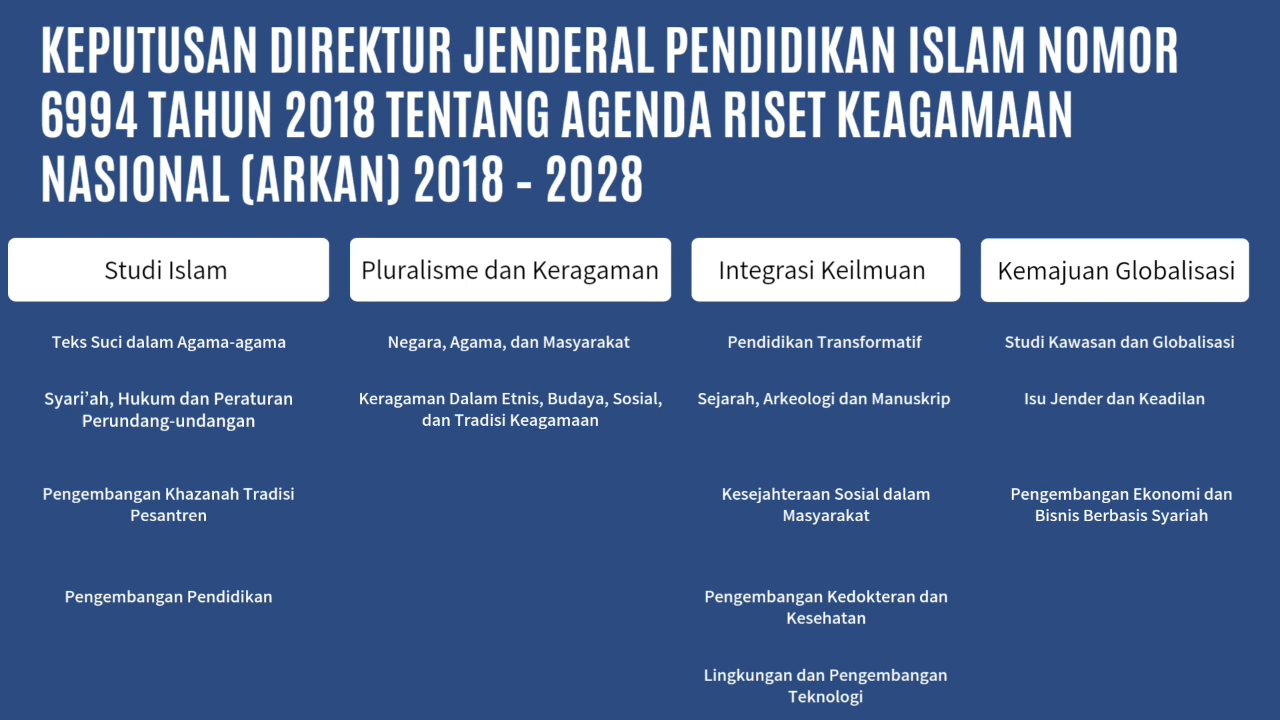 KEPUTUSAN DIREKTUR JENDERAL PENDIDIKAN ISLAM NOMOR
6994 TAHUN 2018 TENTANG AGENDA RISET KEAGAMAAN
NASIONAL (ARKAN) 2018 – 2028
Studi Islam
Teks Suci dalam Agama-agama
Syari’ah, Hukum dan Peraturan
Perundang-undangan
Pengembangan Khazanah Tradisi
Pesantren
Pengembangan Pendidikan
Pluralisme dan Keragaman
Negara, Agama, dan Masyarakat
Keragaman Dalam Etnis, Budaya, Sosial,
dan Tradisi Keagamaan
Integrasi Keilmuan
Pendidikan Transformatif
Sejarah, Arkeologi dan Manuskrip
Kesejahteraan Sosial dalam
Masyarakat
Pengembangan Kedokteran dan
Kesehatan
Lingkungan dan Pengembangan
Teknologi
Kemajuan Globalisasi
Studi Kawasan dan Globalisasi
Isu Jender dan Keadilan
Pengembangan Ekonomi dan
Bisnis Berbasis Syariah